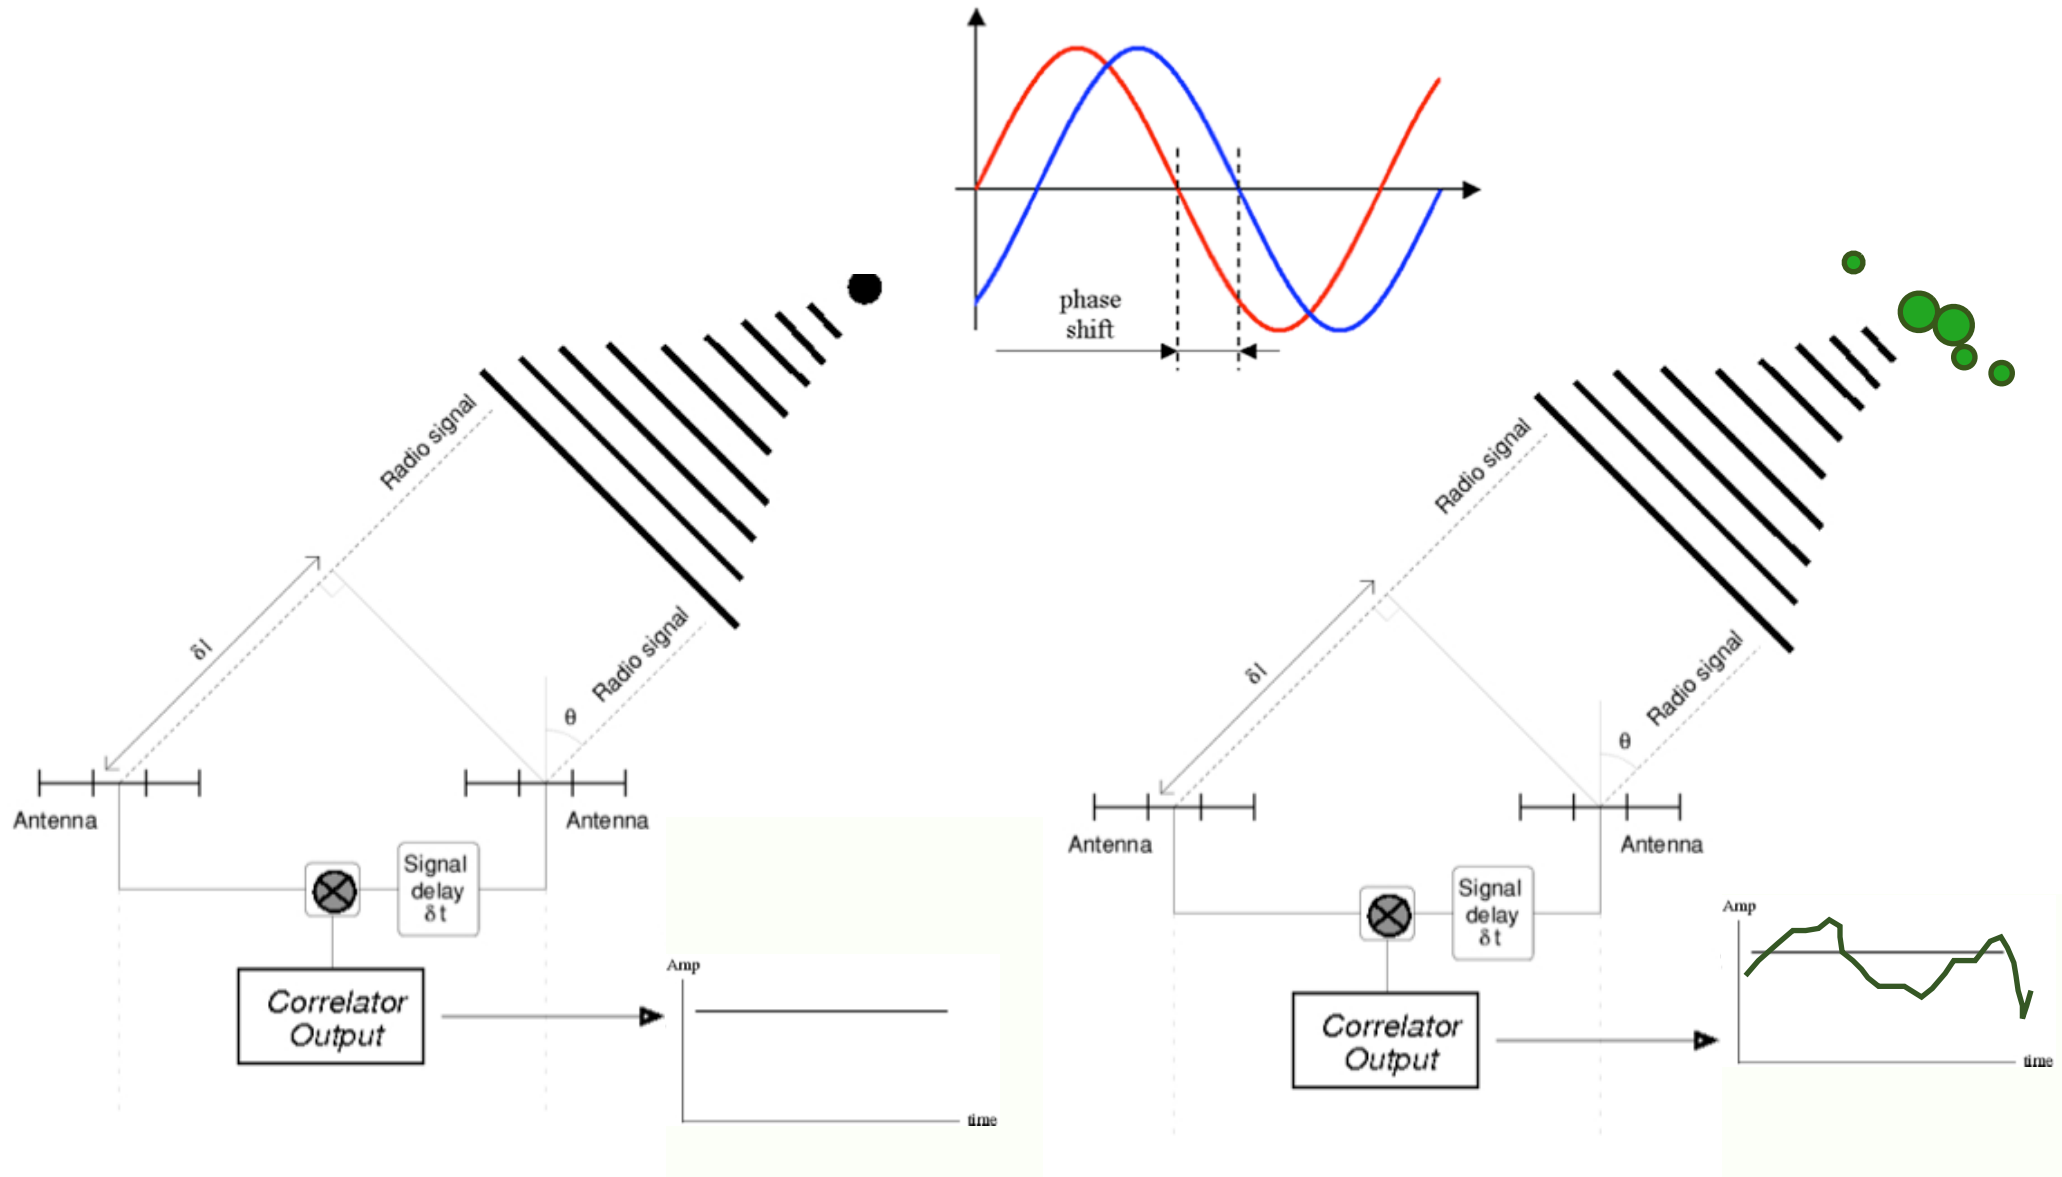 phase
shift
Radio signal
δl
Radio signal
θ
Antenna
Antenna
Signal
delay
δt
Correlator
Output
Amp
time
Radio signal
δl
Radio signal
θ
Antenna
Antenna
Signal
delay
δt
Correlator
Output
Amp
time